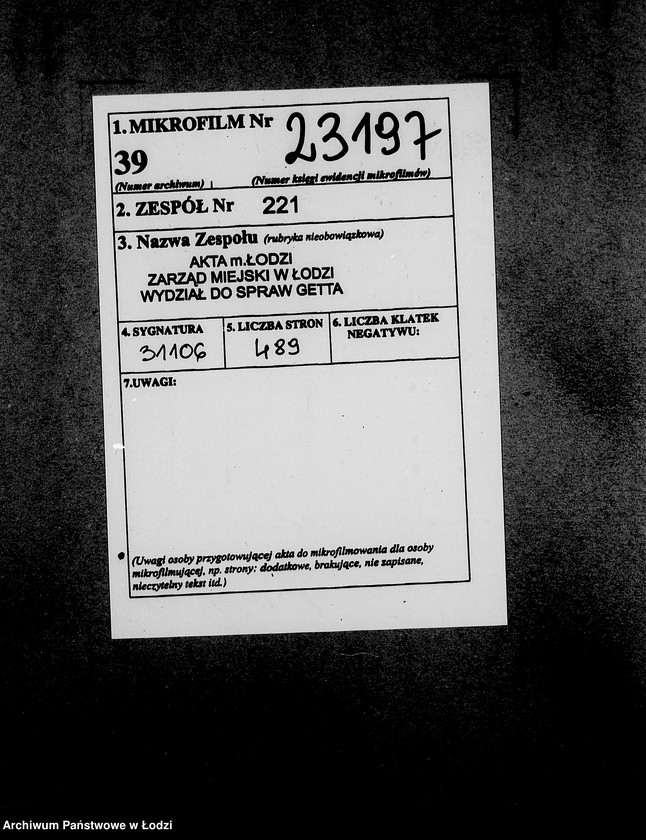 1. MIKROFILM Nr 23197
39
(Numer archiwum) (Numer księgi ewidencji mikrofilmów)
2. ZESPÓŁ Nr 221
3. Nazwa Zespołu (rubryka nieobowiązkowa)
AKTA m.ŁODZI
ZARZĄD MIEJSKI W ŁODZI
WYDZIAŁ DO SPRAW GETTA
4. SYGNATURA 5. LICZBA STRON 6. LICZBA KLATEK
NEGATYWU:
31106 489
7.UWAGI:
(Uwagi osoby przygotowującej akta do mikrofilmowania dla osoby
mikrofilmującej, np. strony: dodatkowe, brakujące, nie zapisane,
nieczytelny tekst itd.)
Archiwum Państwowe w Łodzi